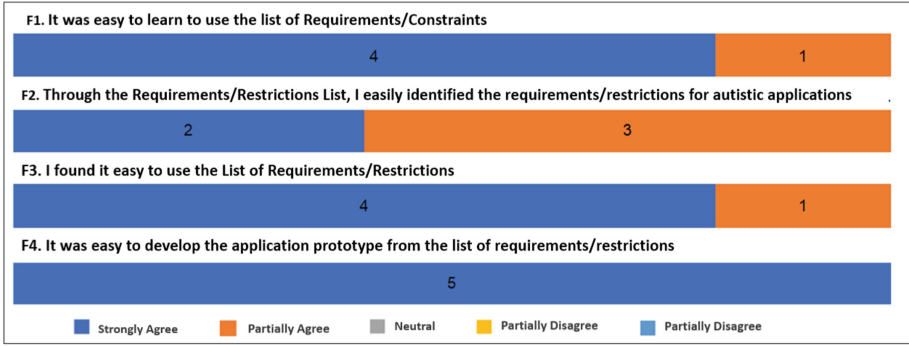 F1. It was easy to learn to use the list of Requirements/Constraints
4 1
F2. Through the Requirements/Restrictions List, I easily identified the requirements/restrictions for autistic applications .
2 3
F3. I found it easy to use the List of Requirements/Restrictions
4 1
F4. It was easy to develop the application prototype from the list of requirements/restrictions
5
Strongly Agree Partially Agree Neutral Partially Disagree Partially Disagree